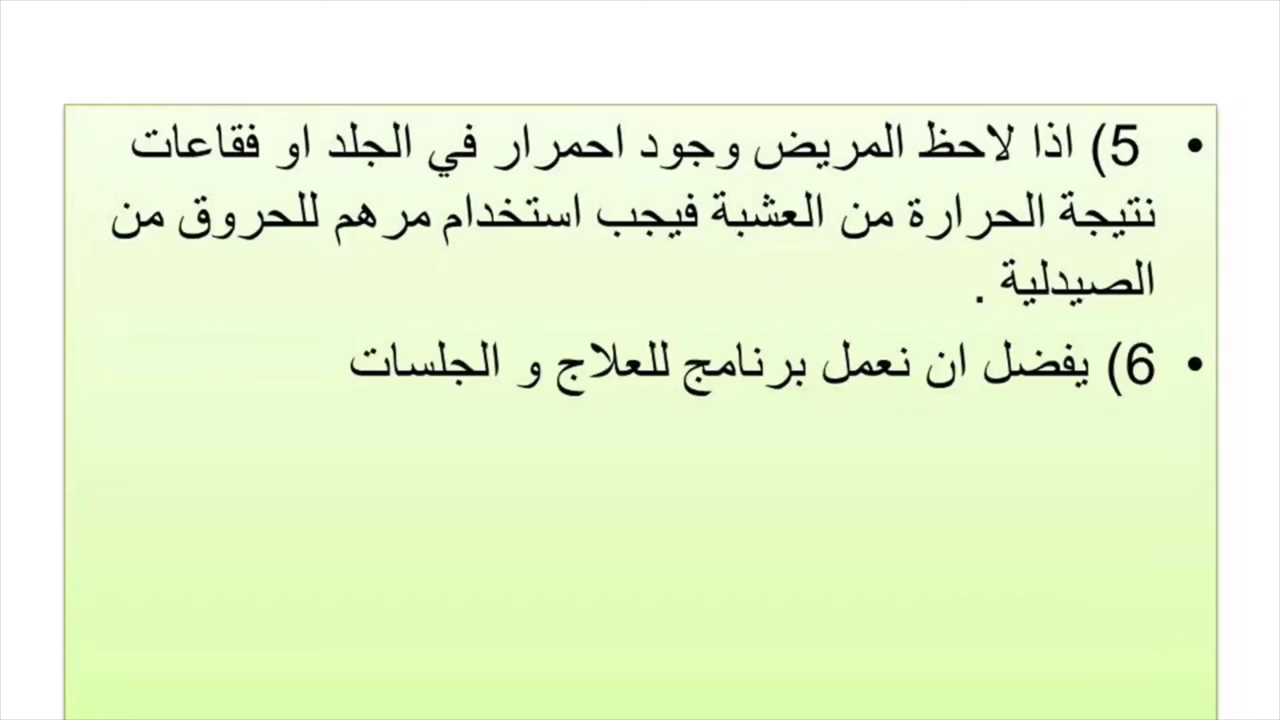 • 5) اذا لاحظ المريض وجود احمرار في الجلد او فقاعات
نتيجة الحرارة من العشبة فيجب استخدام مرهم للحروق من
الصيدلية .
• 6) يفضل ان نعمل برنامج للعلاج و الجلسات